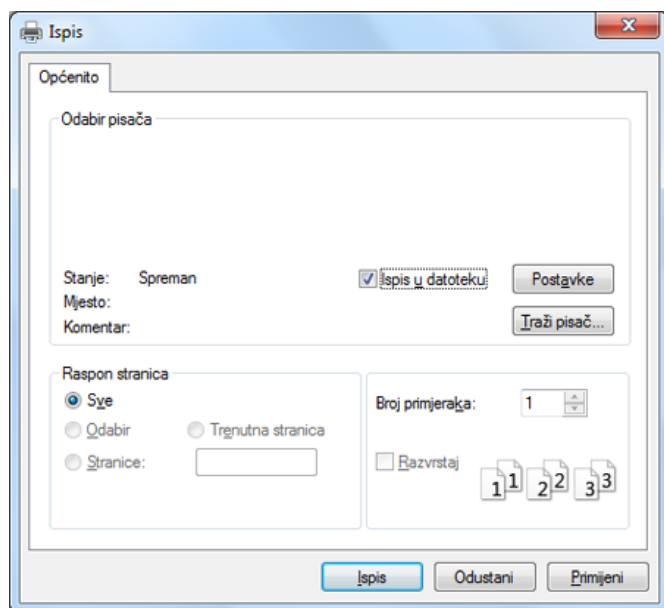 Ispis
Općenito
Odabir pisača
Stanje: Spreman
Ispis u datoteku
Postavke
Mjesto:
Komentar:
Traži pisač...
Raspon stranica
Sve
Odabir
Trenutna stranica
Stranice:
Broj primjeraka: 1
Razvrstaj
1 1 2 2 3 3
Ispis Odustani Primijeni